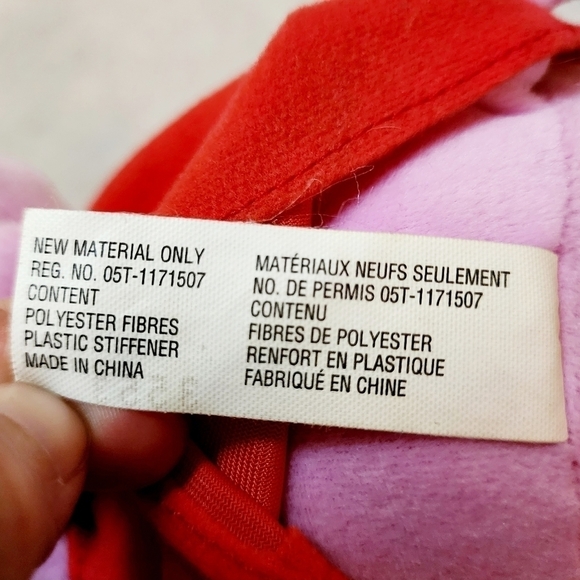 NEW MATERIAL ONLY
REG. NO. 05T-1171507
CONTENT
POLYESTER FIBRES
PLASTIC STIFFENER
MADE IN CHINA
MATÉRIAUX NEUFS SEULEMENT
NO. DE PERMIS 05T-1171507
CONTENU
FIBRES DE POLYESTER
RENFORT EN PLASTIQUE
FABRIQUÉ EN CHINE